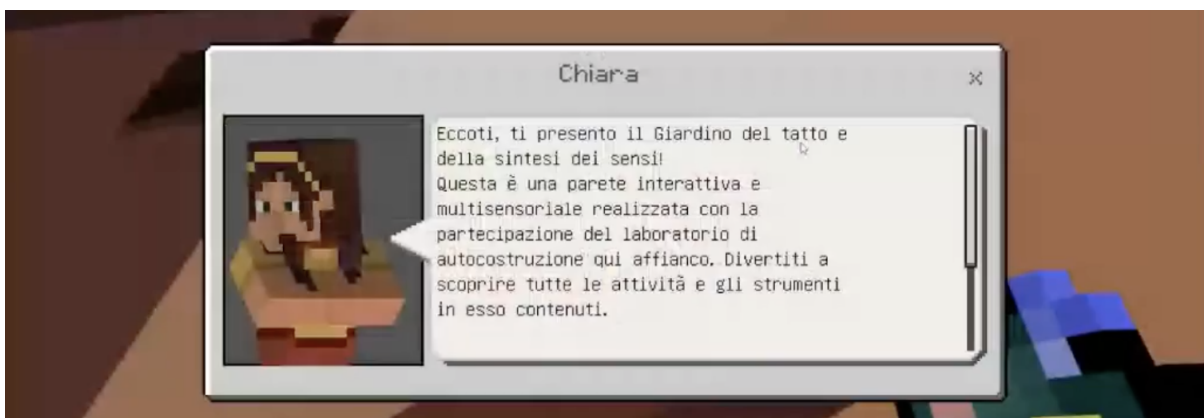 Chiara
Eccoti, ti presento il Giardino del tatto e
della sintesi dei sensi!
Questa è una parete interattiva e
multisensoriale realizzata con la
partecipazione del laboratorio di
autocostruzione qui affianco. Divertiti a
scoprire tutte le attività e gli strumenti
in esso contenuti.